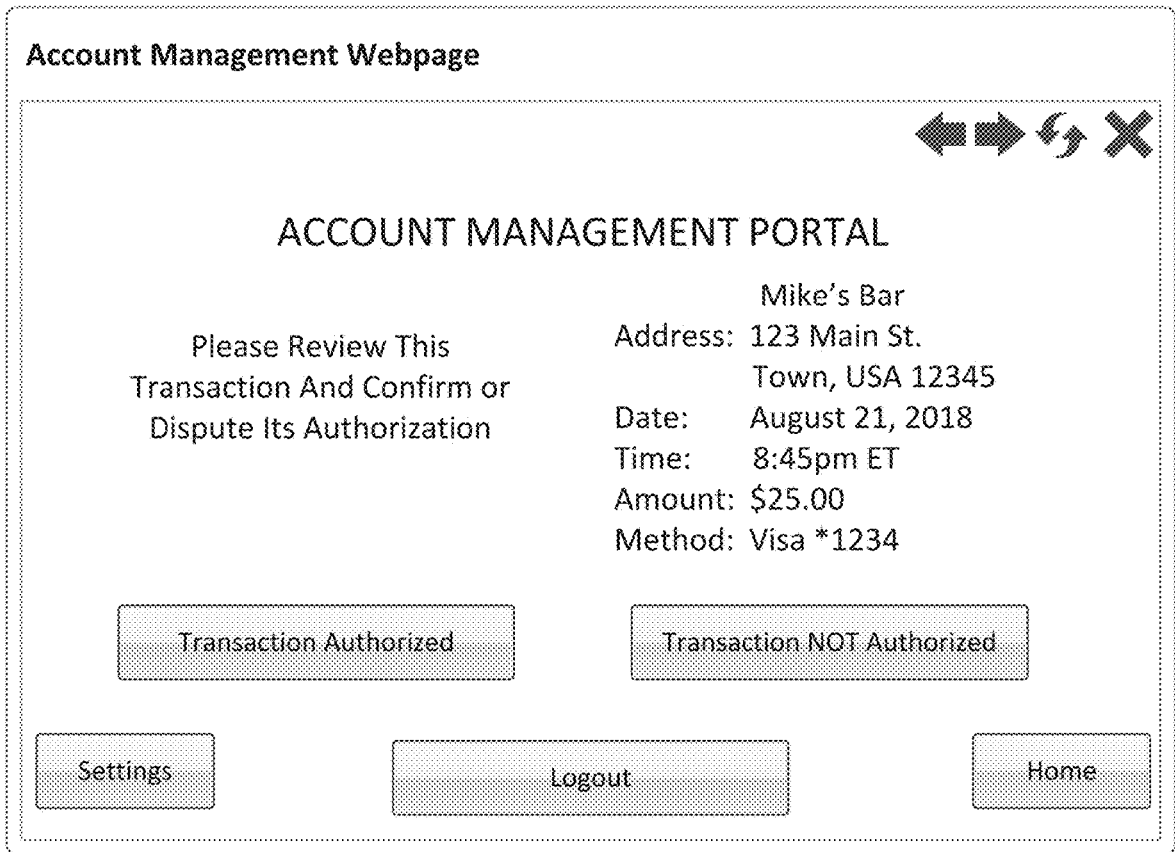 Account Management Webpage
ACCOUNT MANAGEMENT PORTAL
Please Review This
Transaction And Confirm or
Dispute Its Authorization
Mike's Bar
Address: 123 Main St.
Town, USA 12345
Date: August 21, 2018
Time: 8:45pm ET
Amount: $25.00
Method: Visa *1234
Transaction Authorized
Transaction NOT Authorized
Settings
Logout
Home